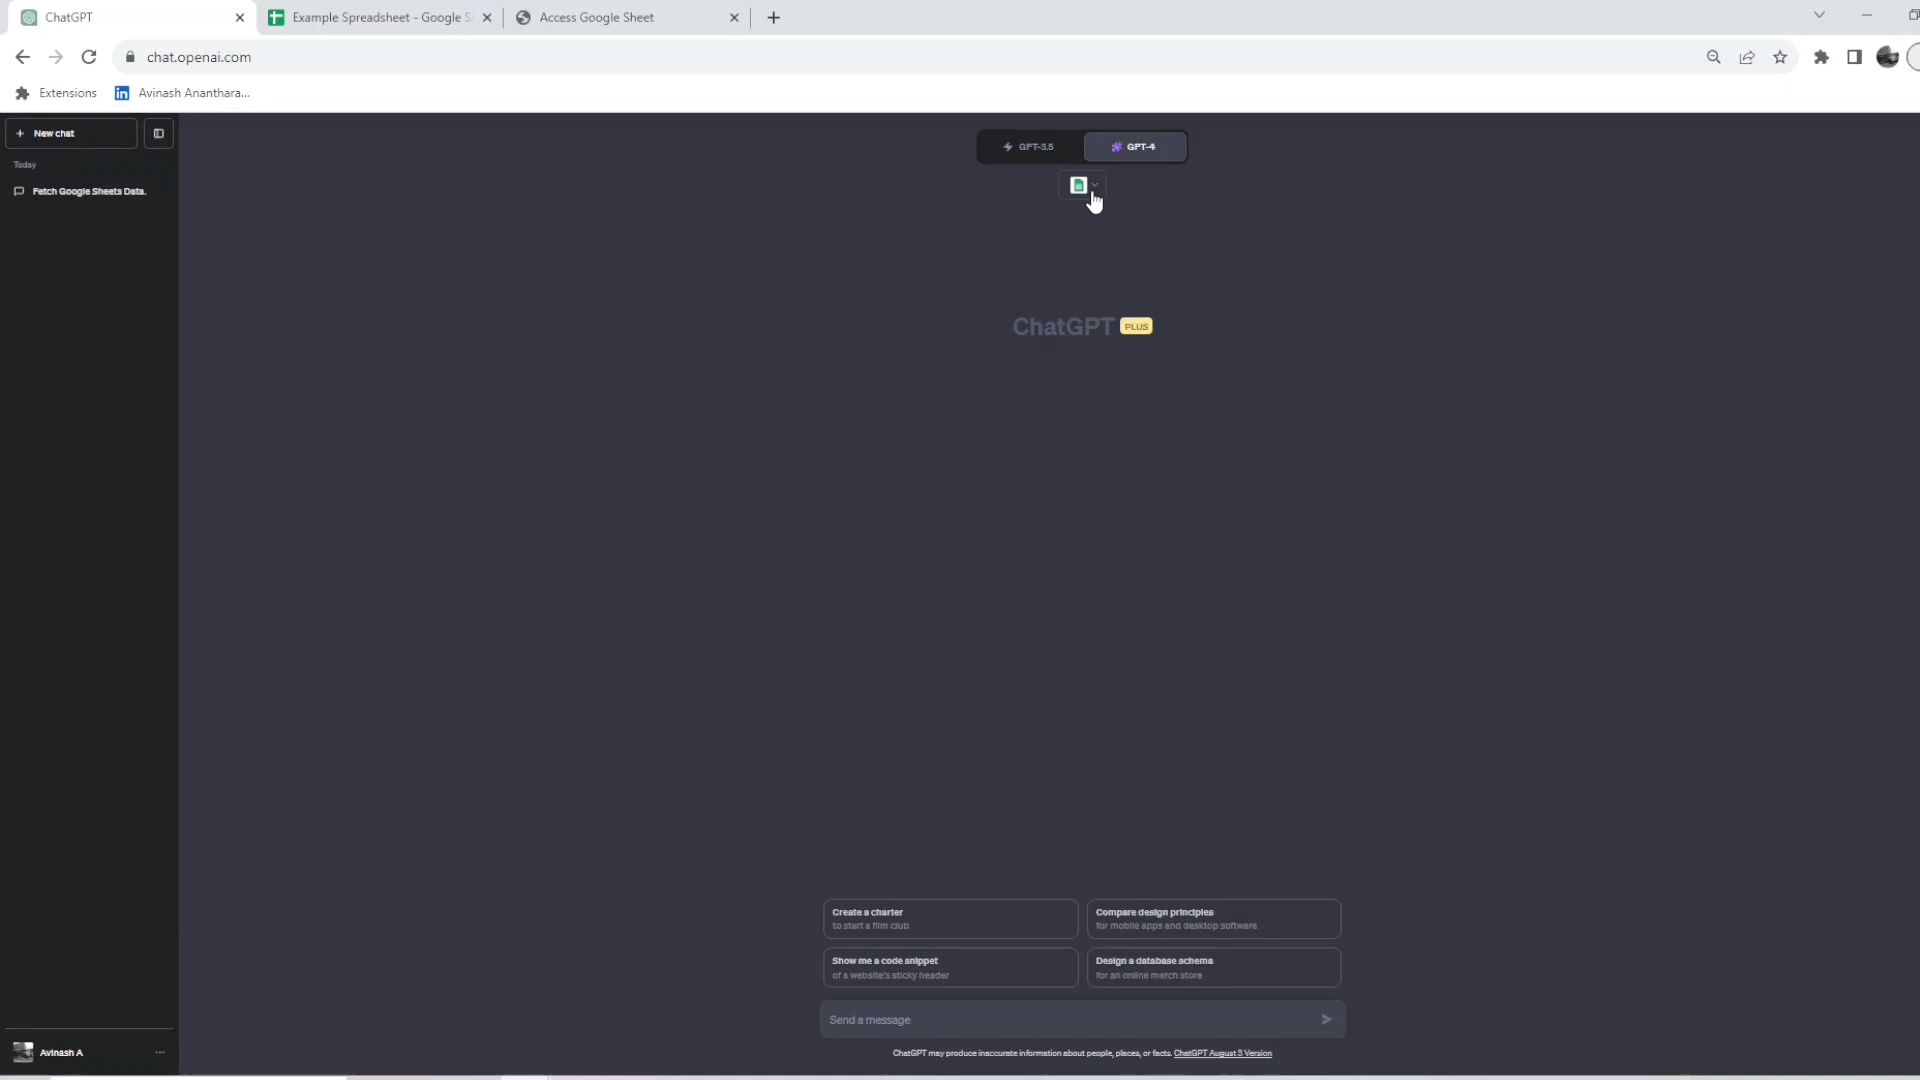 ChatGPT
Example Spreadsheet - Google S
Access Google Sheet
chat.openai.com
Extensions
Avinash Ananthara...
New chat
Today
Fetch Google Sheets Data.
GPT-3.5
GPT-4
ChatGPT PLUS
Create a charter
to start a film club
Compare design principles
for mobile apps and desktop software
Show me a code snippet
of a website's sticky header
Design a database schema
for an online merch store
Send a message
ChatGPT may produce inaccurate information about people, places, or facts. ChatGPT August 3 Version
Avinash A